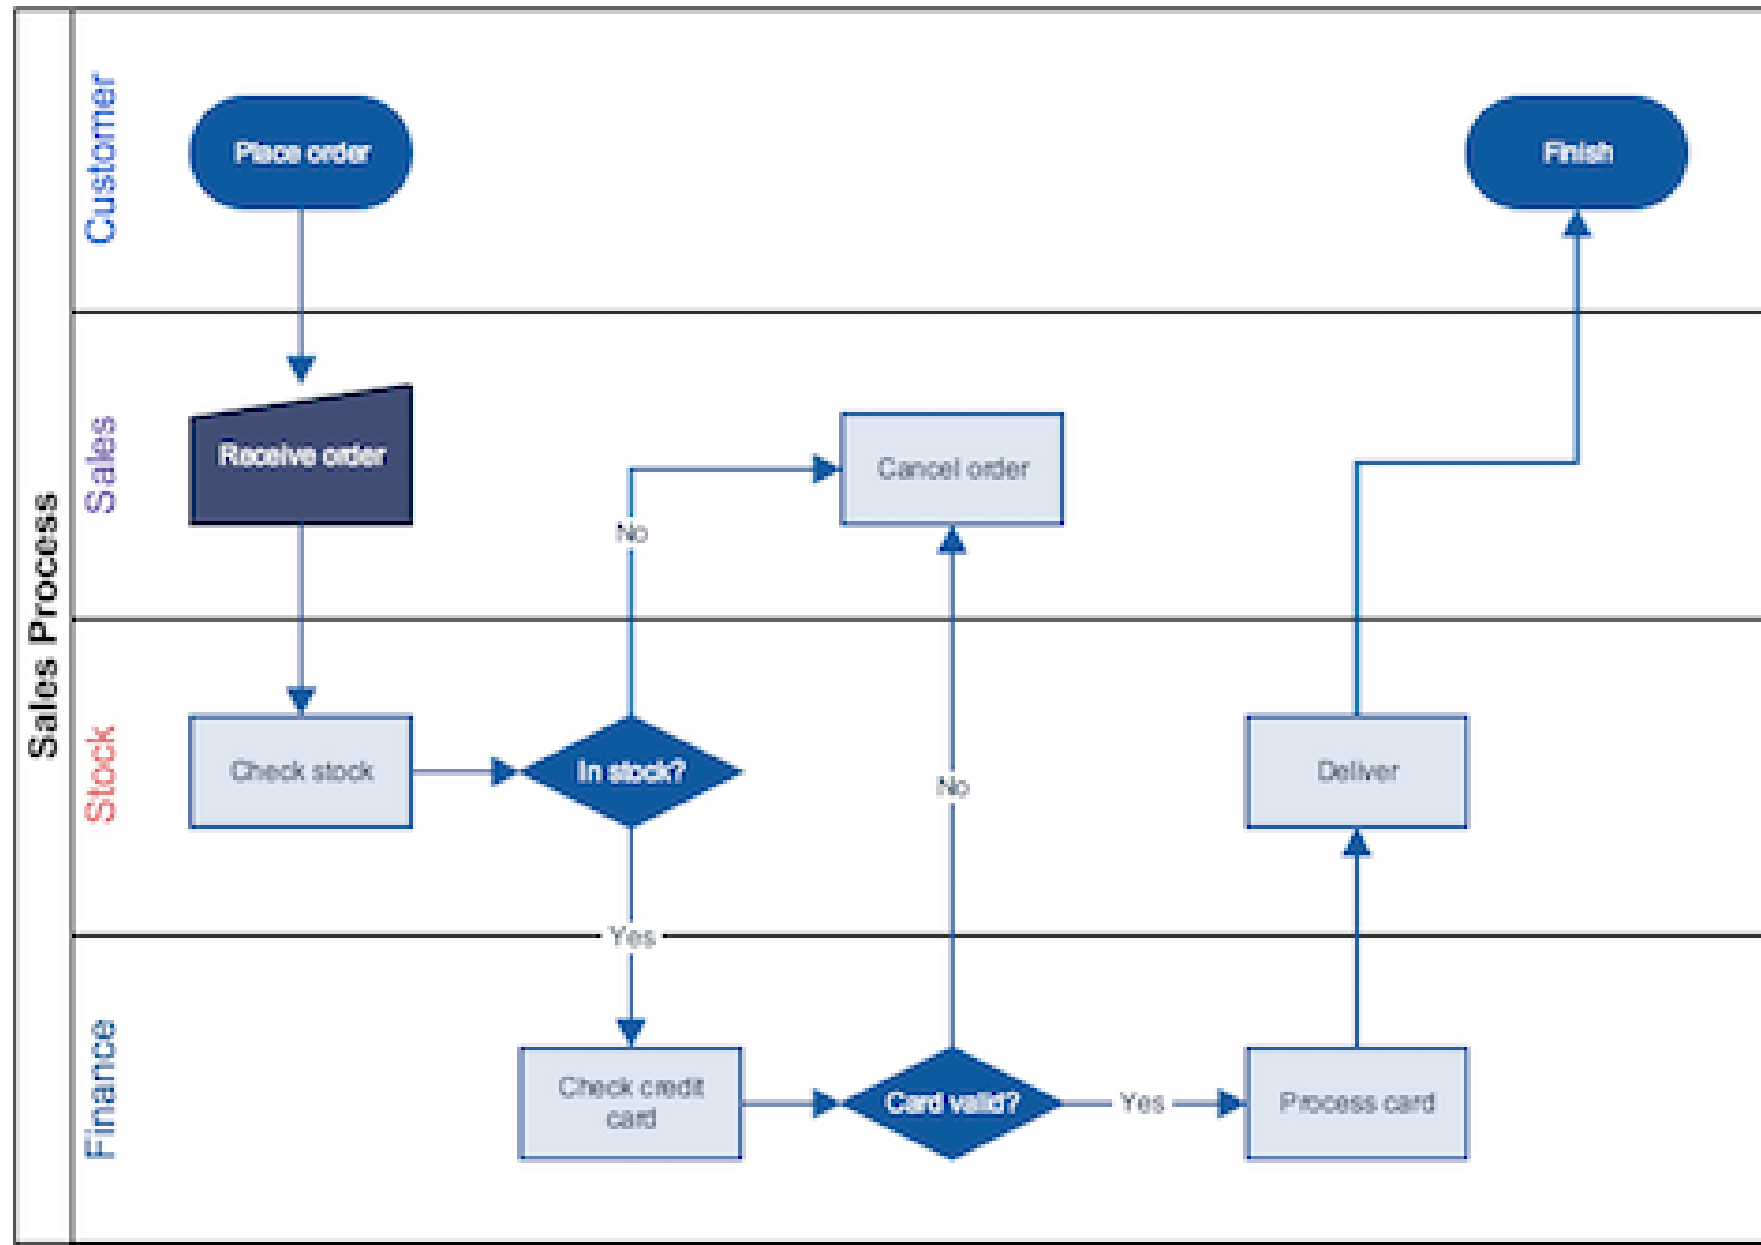 Sales Process
Customer
Place order
Finish
Sales
Receive order
Cancel order
No
Stock
Check stock
In stock?
No
Deliver
Yes
Finance
Check credit
card
Card valid?
Yes
Process card